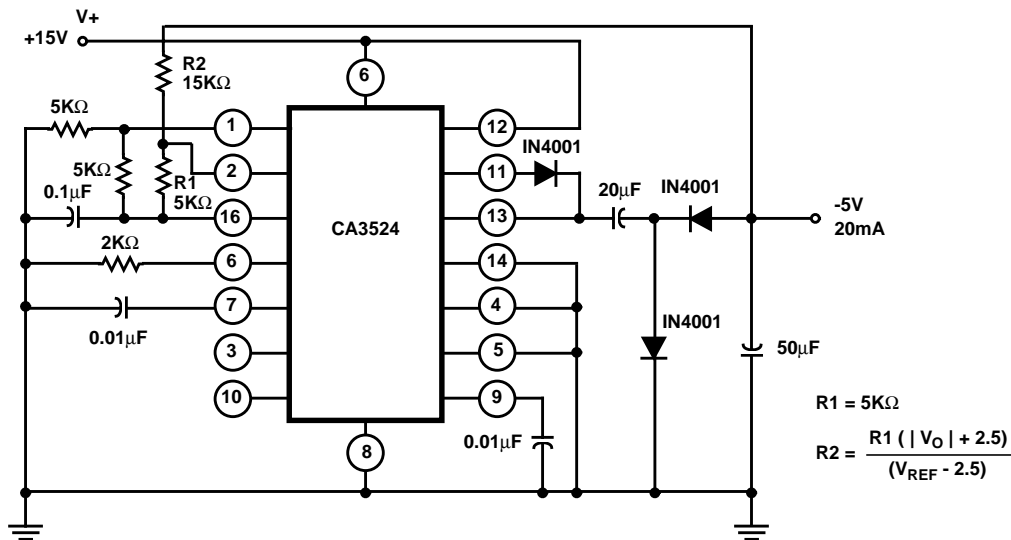 V+
+15V
R2
15KΩ
6
5KΩ
1
12
IN4001
5KΩ
2
R1
5KΩ
11
20µF
IN4001
0.1µF
16
CA3524
13
-5V
20mA
2KΩ
6
14
7
4
0.01µF
IN4001
3
5
50µF
10
9
0.01µF
8
R1 = 5KΩ
R2 = R1 ( | VO | + 2.5)
(VREF - 2.5)